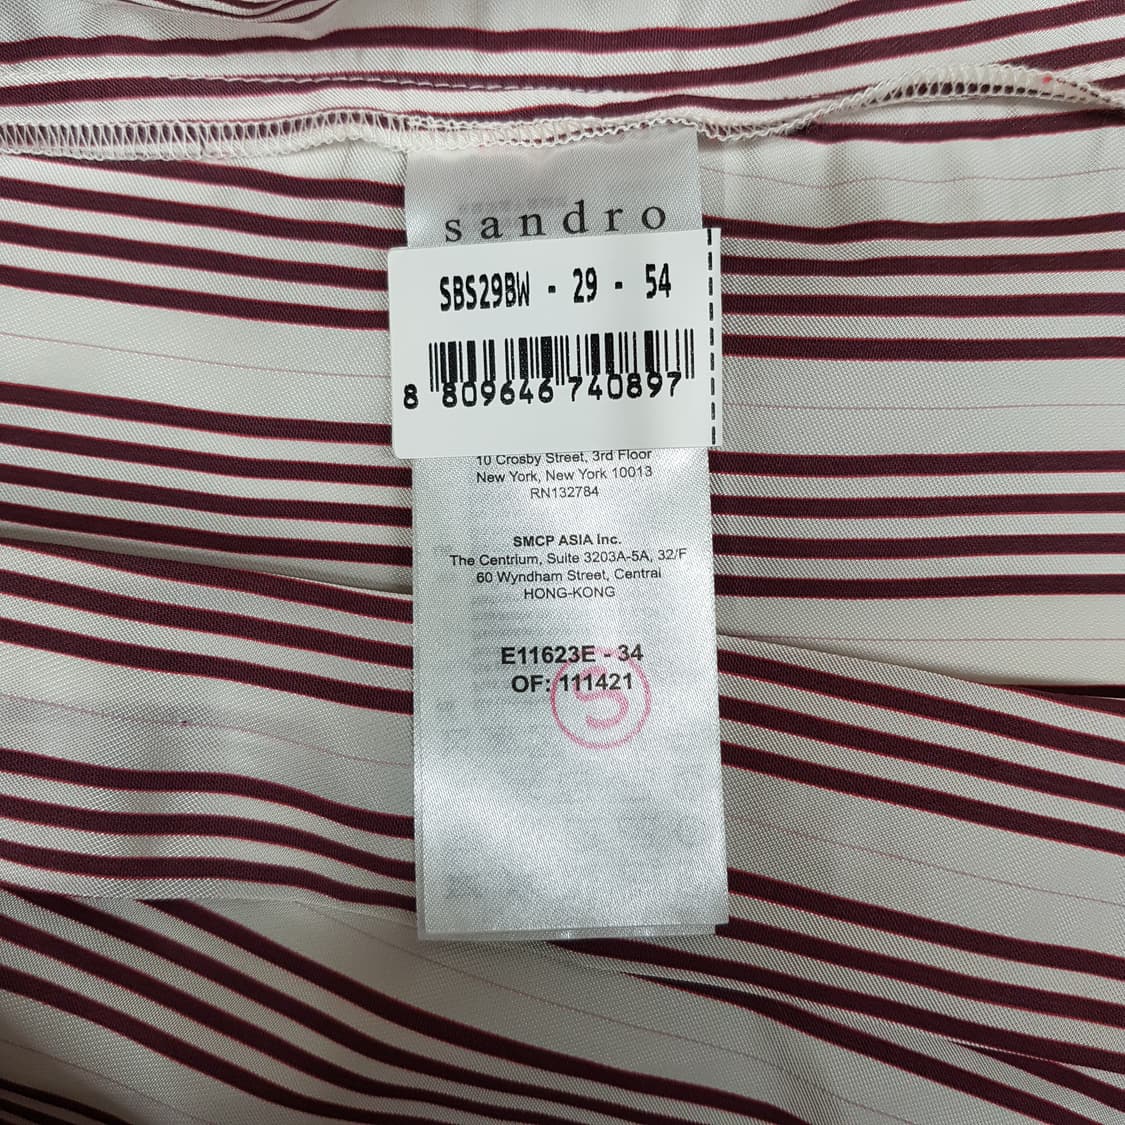 sandro
SBS29BW - 29 - 54
8 809646 740897
10 Crosby Street, 3rd Floor
New York, New York 10013
RN132784
SMCP ASIA Inc.
The Centrium, Suite 3203A-5A, 32/F
60 Wyndham Street, Central
HONG-KONG
E11623E - 34
OF: 111421
S